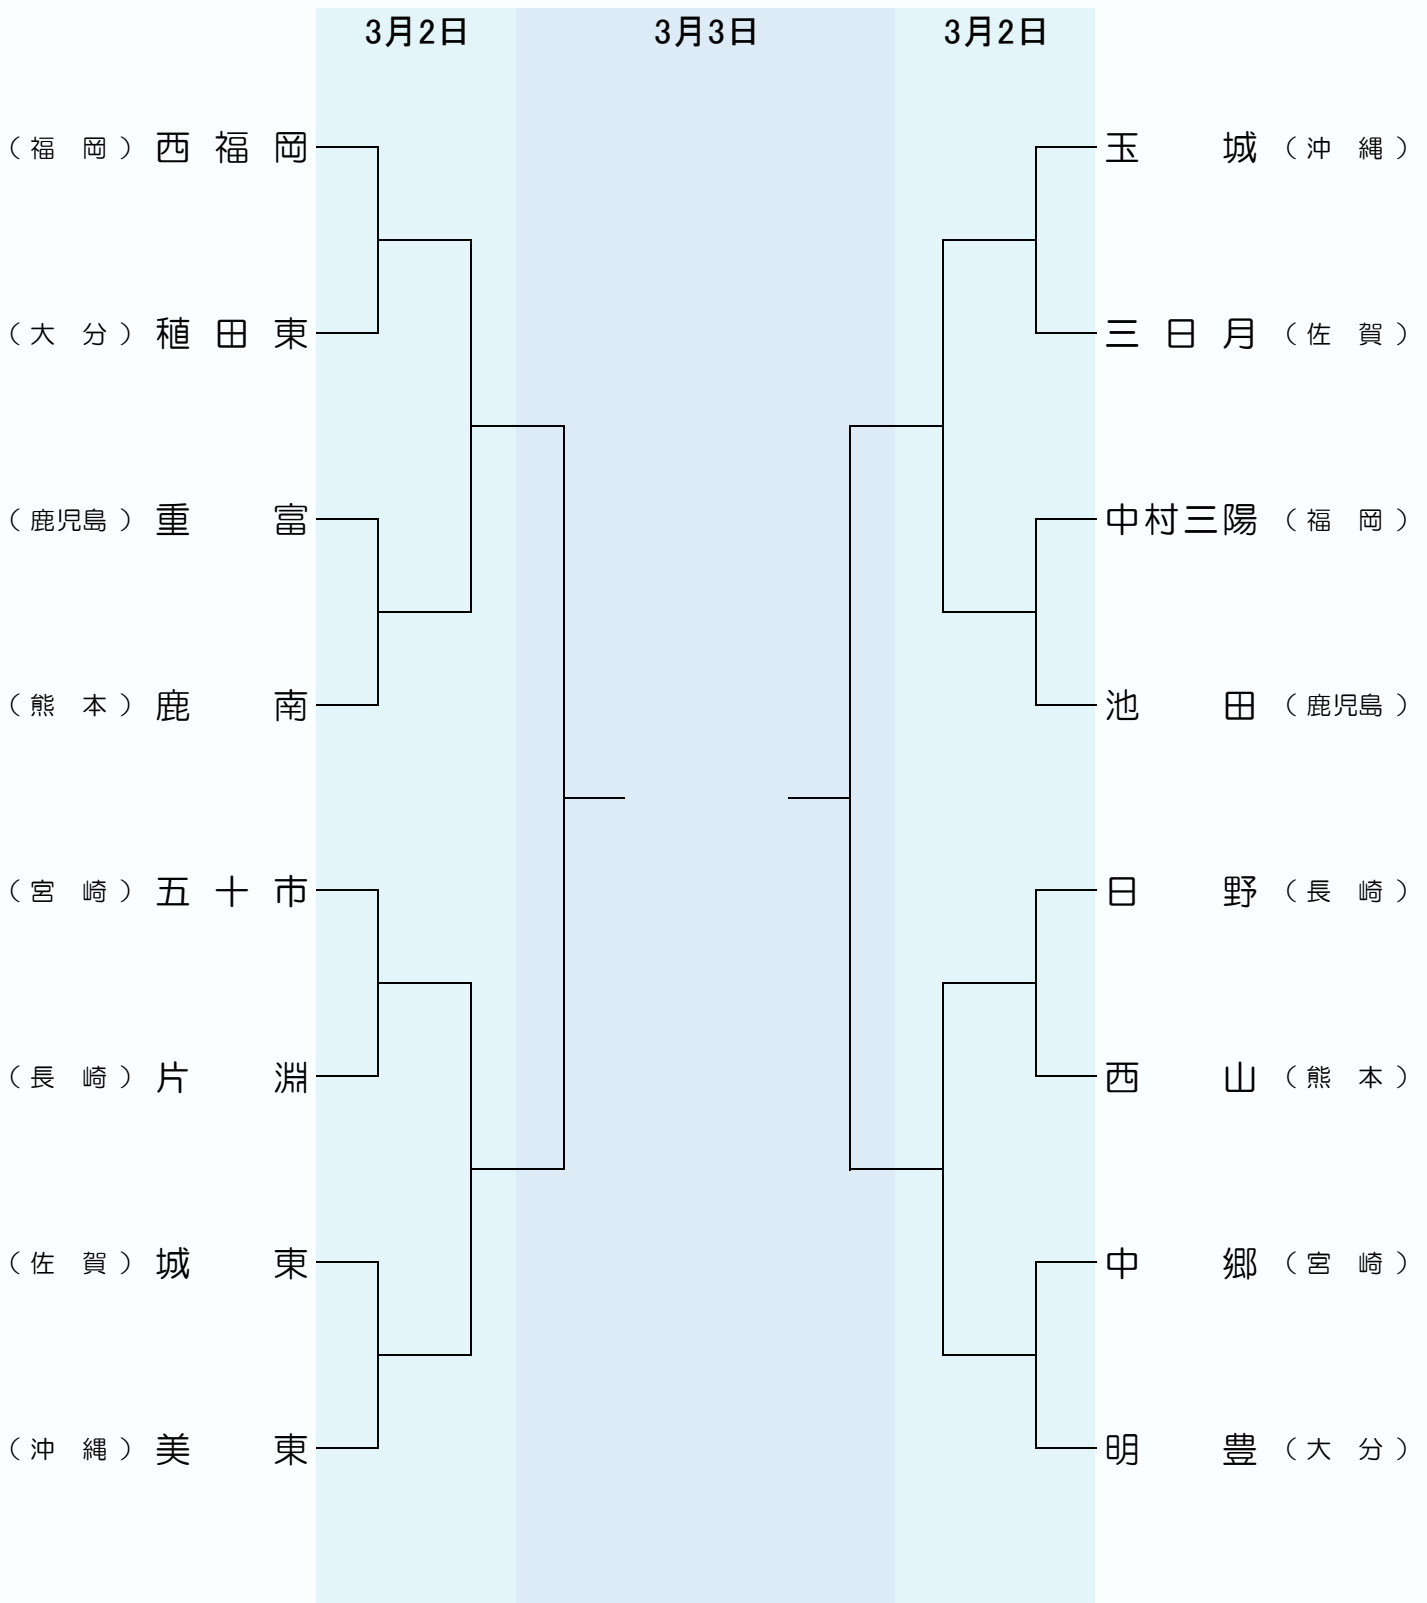 3月2日 3月3日 3月2日
（福岡） 西福岡 玉城 （沖縄）
（大分） 稙田東 三日月 （佐賀）
（鹿児島） 重富 中村三陽 （福岡）
（熊本） 鹿南 池田 （鹿児島）
（宮崎） 五十市 日野 （長崎）
（長崎） 片淵 西山 （熊本）
（佐賀） 城東 中郷 （宮崎）
（沖縄） 美東 明豊 （大分）